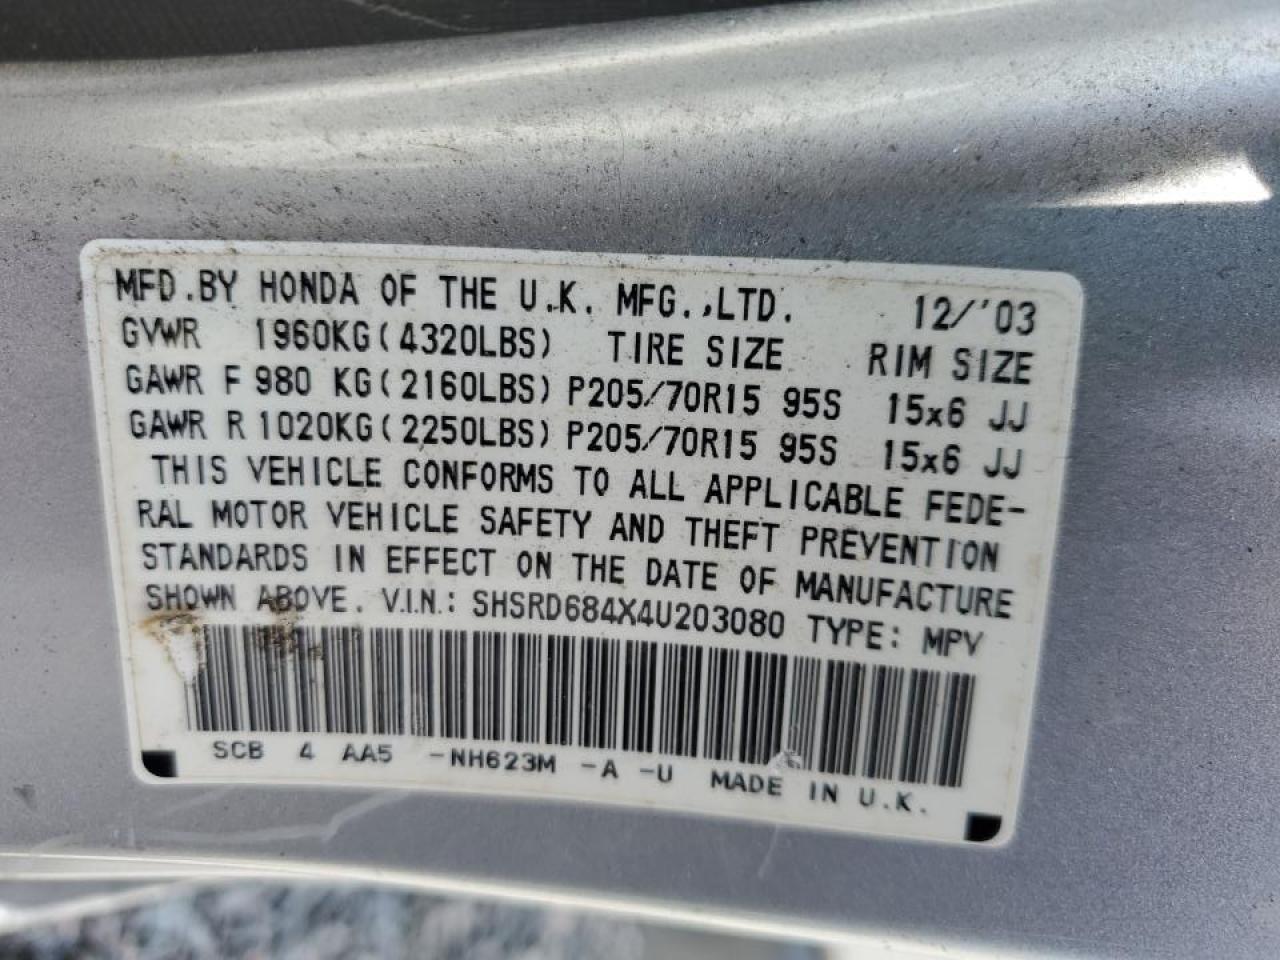 MFD.BY HONDA OF THE U.K. MFG.,LTD. 12/'03
GVWR 1960KG(4320LBS) TIRE SIZE RIM SIZE
GAWR F 980 KG(2160LBS) P205/70R15 95S 15x6 JJ
GAWR R 1020KG(2250LBS) P205/70R15 95S 15x6 JJ
THIS VEHICLE CONFORMS TO ALL APPLICABLE FEDE-
RAL MOTOR VEHICLE SAFETY AND THEFT PREVENTION
STANDARDS IN EFFECT ON THE DATE OF MANUFACTURE
SHOWN ABOVE. V.I.N.: SHSRD684X4U203080 TYPE: MPV
SCB 4 AA5 -NH623M -A -U MADE IN U.K.